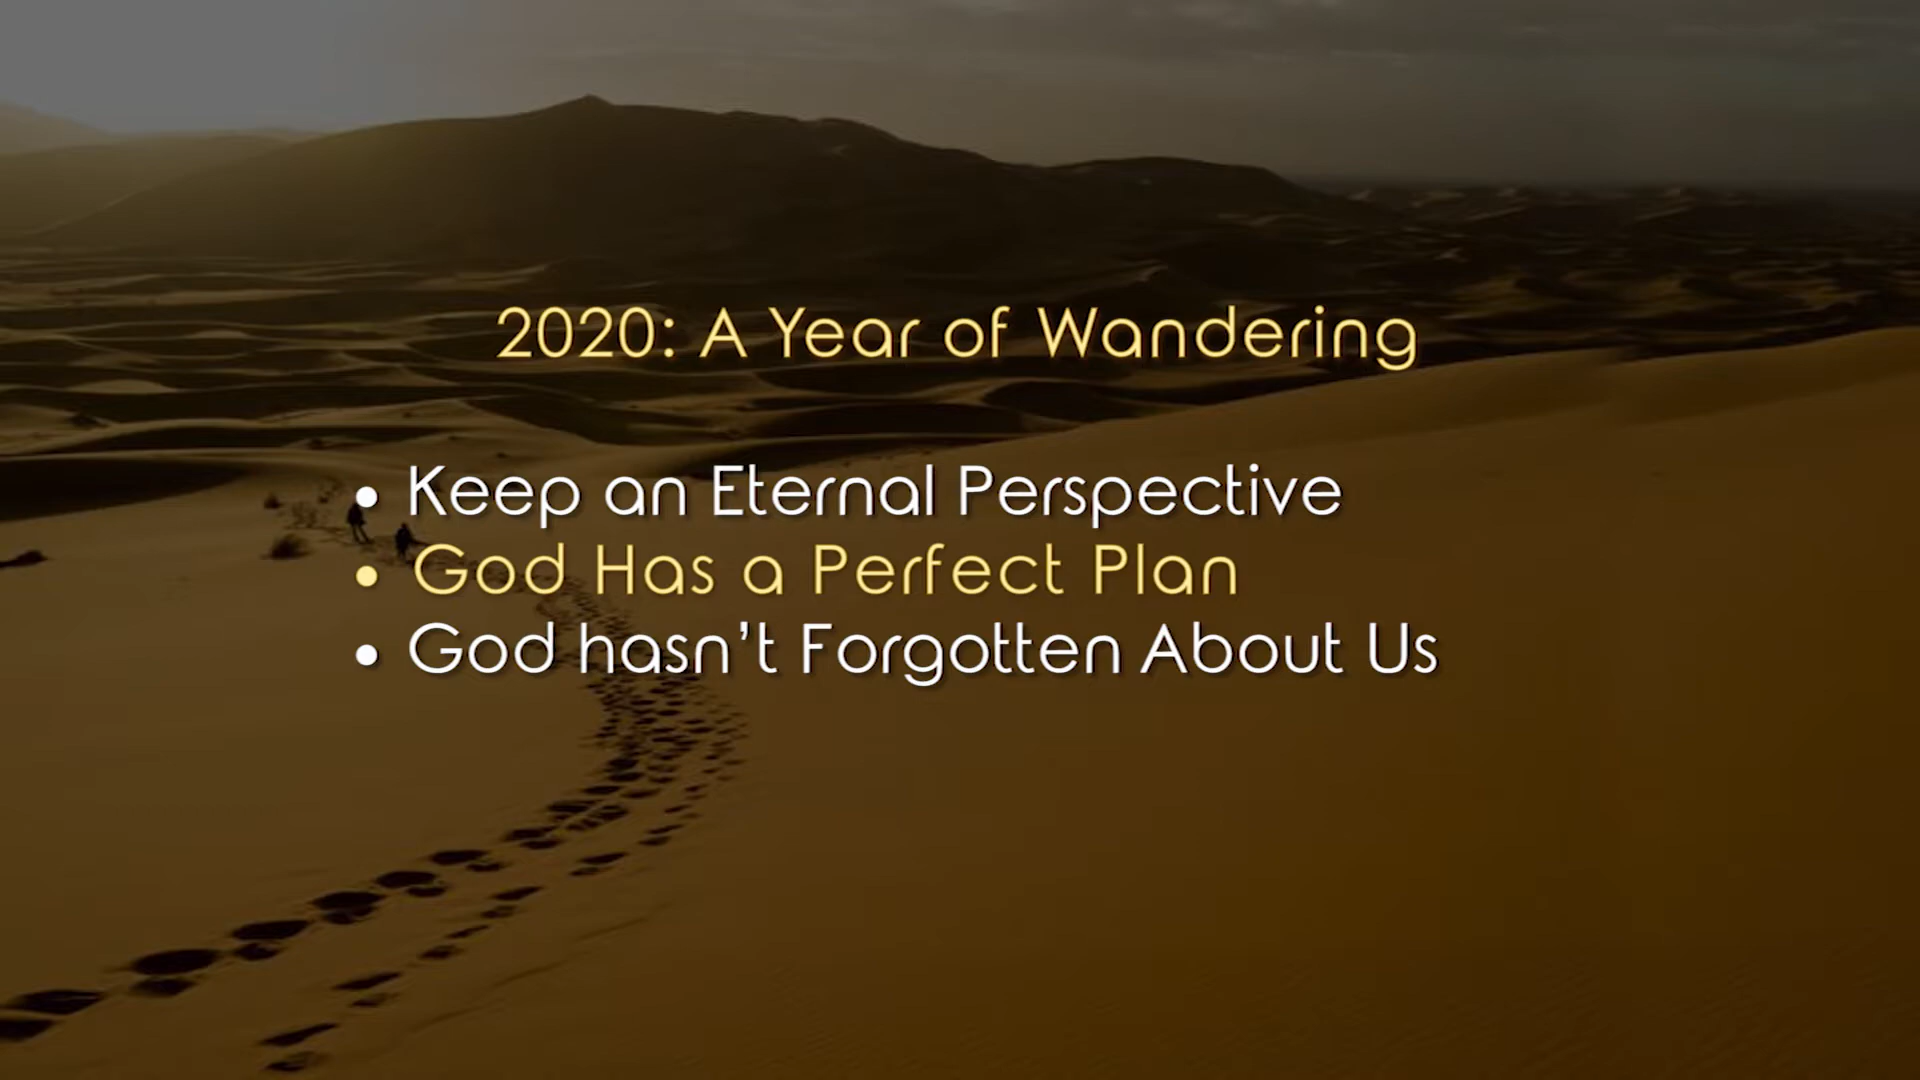 2020: A Year of Wandering
• Keep an Eternal Perspective
• God Has a Perfect Plan
• God hasn’t Forgotten About Us